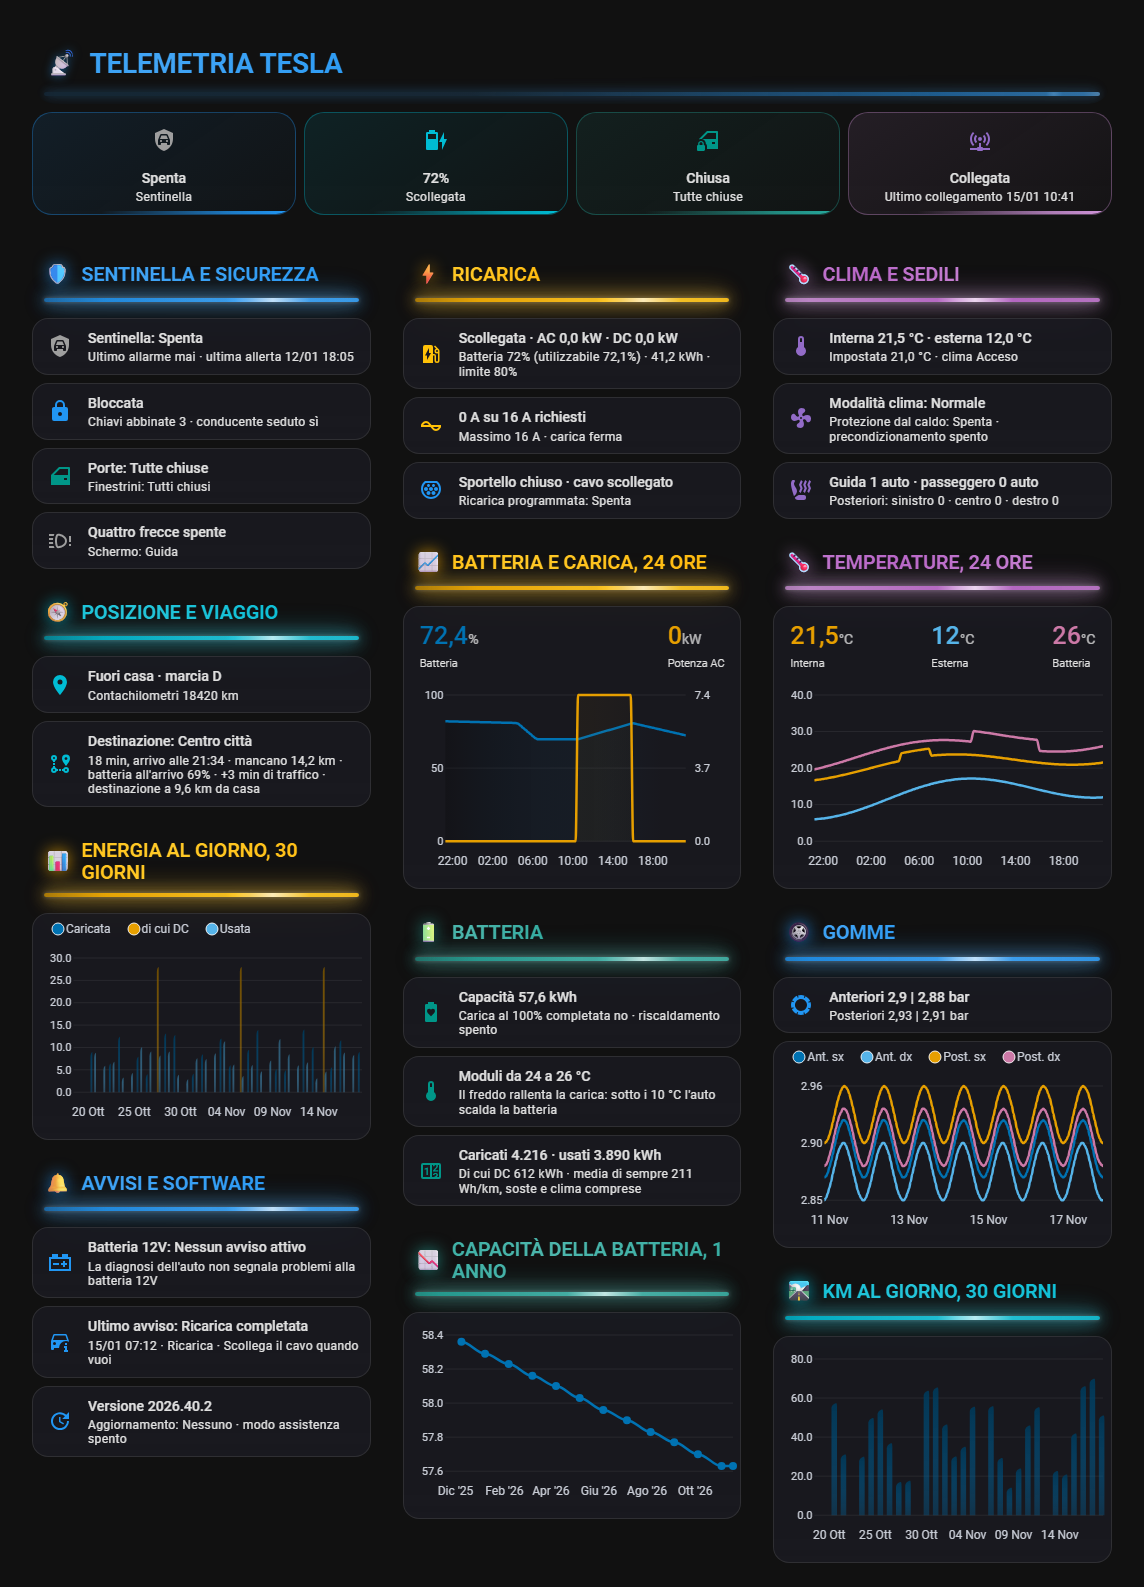 TELEMETRIA TESLA
Spenta
Sentinella
72%
Scollegata
Chiusa
Tutte chiuse
Collegata
Ultimo collegamento 15/01 10:41
SENTINELLA E SICUREZZA
Sentinella: Spenta
Ultimo allarme mai · ultima allerta 12/01 18:05
Bloccata
Chiavi abbinate 3 · conducente seduto sì
Porte: Tutte chiuse
Finestrini: Tutti chiusi
Quattro frecce spente
Schermo: Guida
POSIZIONE E VIAGGIO
Fuori casa · marcia D
Contachilometri 18420 km
Destinazione: Centro città
18 min, arrivo alle 21:34 · mancano 14,2 km ·
batteria all'arrivo 69% · +3 min di traffico ·
destinazione a 9,6 km da casa
ENERGIA AL GIORNO, 30
GIORNI
Caricata di cui DC Usata
30.0
25.0
20.0
15.0
10.0
5.0
0.0
20 Ott 25 Ott 30 Ott 04 Nov 09 Nov 14 Nov
AVVISI E SOFTWARE
Batteria 12V: Nessun avviso attivo
La diagnosi dell'auto non segnala problemi alla
batteria 12V
Ultimo avviso: Ricarica completata
15/01 07:12 · Ricarica · Scollega il cavo quando
vuoi
Versione 2026.40.2
Aggiornamento: Nessuno · modo assistenza
spento
RICARICA
Scollegata · AC 0,0 kW · DC 0,0 kW
Batteria 72% (utilizzabile 72,1%) · 41,2 kWh ·
limite 80%
0 A su 16 A richiesti
Massimo 16 A · carica ferma
Sportello chiuso · cavo scollegato
Ricarica programmata: Spenta
BATTERIA E CARICA, 24 ORE
72,4% 0kW
Batteria Potenza AC
100 7.4
50 3.7
0 0.0
22:00 02:00 06:00 10:00 14:00 18:00
BATTERIA
Capacità 57,6 kWh
Carica al 100% completata no · riscaldamento
spento
Moduli da 24 a 26 °C
Il freddo rallenta la carica: sotto i 10 °C l'auto
scalda la batteria
Caricati 4.216 · usati 3.890 kWh
Di cui DC 612 kWh · media di sempre 211
Wh/km, soste e clima comprese
CAPACITÀ DELLA BATTERIA, 1
ANNO
58.4
58.2
58.0
57.8
57.6
Dic '25 Feb '26 Apr '26 Giu '26 Ago '26 Ott '26
CLIMA E SEDILI
Interna 21,5 °C · esterna 12,0 °C
Impostata 21,0 °C · clima Acceso
Modalità clima: Normale
Protezione dal caldo: Spenta ·
precondizionamento spento
Guida 1 auto · passeggero 0 auto
Posteriori: sinistro 0 · centro 0 · destro 0
TEMPERATURE, 24 ORE
21,5°C 12°C 26°C
Interna Esterna Batteria
40.0
30.0
20.0
10.0
0.0
22:00 02:00 06:00 10:00 14:00 18:00
GOMME
Anteriori 2,9 | 2,88 bar
Posteriori 2,93 | 2,91 bar
Ant. sx Ant. dx Post. sx Post. dx
2.96
2.90
2.85
11 Nov 13 Nov 15 Nov 17 Nov
KM AL GIORNO, 30 GIORNI
80.0
60.0
40.0
20.0
0.0
20 Ott 25 Ott 30 Ott 04 Nov 09 Nov 14 Nov